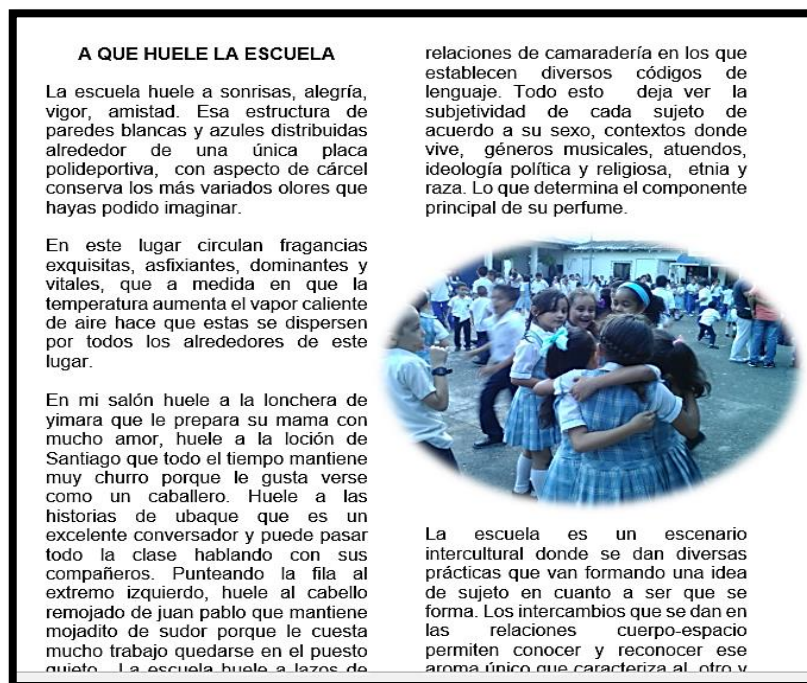 A QUE HUELE LA ESCUELA
La escuela huele a sonrisas, alegría,
vigor, amistad. Esa estructura de
paredes blancas y azules distribuidas
alrededor de una única placa
polideportiva, con aspecto de cárcel
conserva los más variados olores que
hayas podido imaginar.
En este lugar circulan fragancias
exquisitas, asfixiantes, dominantes y
vitales, que a medida en que la
temperatura aumenta el vapor caliente
de aire hace que estas se dispersen
por todos los alrededores de este
lugar.
En mi salón huele a la lonchera de
yimara que le prepara su mama con
mucho amor, huele a la loción de
Santiago que todo el tiempo mantiene
muy churro porque le gusta verse
como un caballero. Huele a las
historias de ubaque que es un
excelente conversador y puede pasar
todo la clase hablando con sus
compañeros. Punteando la fila al
extremo izquierdo, huele al cabello
remojado de juan pablo que mantiene
mojadito de sudor porque le cuesta
mucho trabajo quedarse en el puesto
quieto. La escuela huele a lazos de
relaciones de camaradería en los que
establecen diversos códigos de
lenguaje. Todo esto deja ver la
subjetividad de cada sujeto de
acuerdo a su sexo, contextos donde
vive, géneros musicales, atuendos,
ideología política y religiosa, etnia y
raza. Lo que determina el componente
principal de su perfume.
La escuela es un escenario
intercultural donde se dan diversas
prácticas que van formando una idea
de sujeto en cuanto a ser que se
forma. Los intercambios que se dan en
las relaciones cuerpo-espacio
permiten conocer y reconocer ese
aroma único que caracteriza al otro y